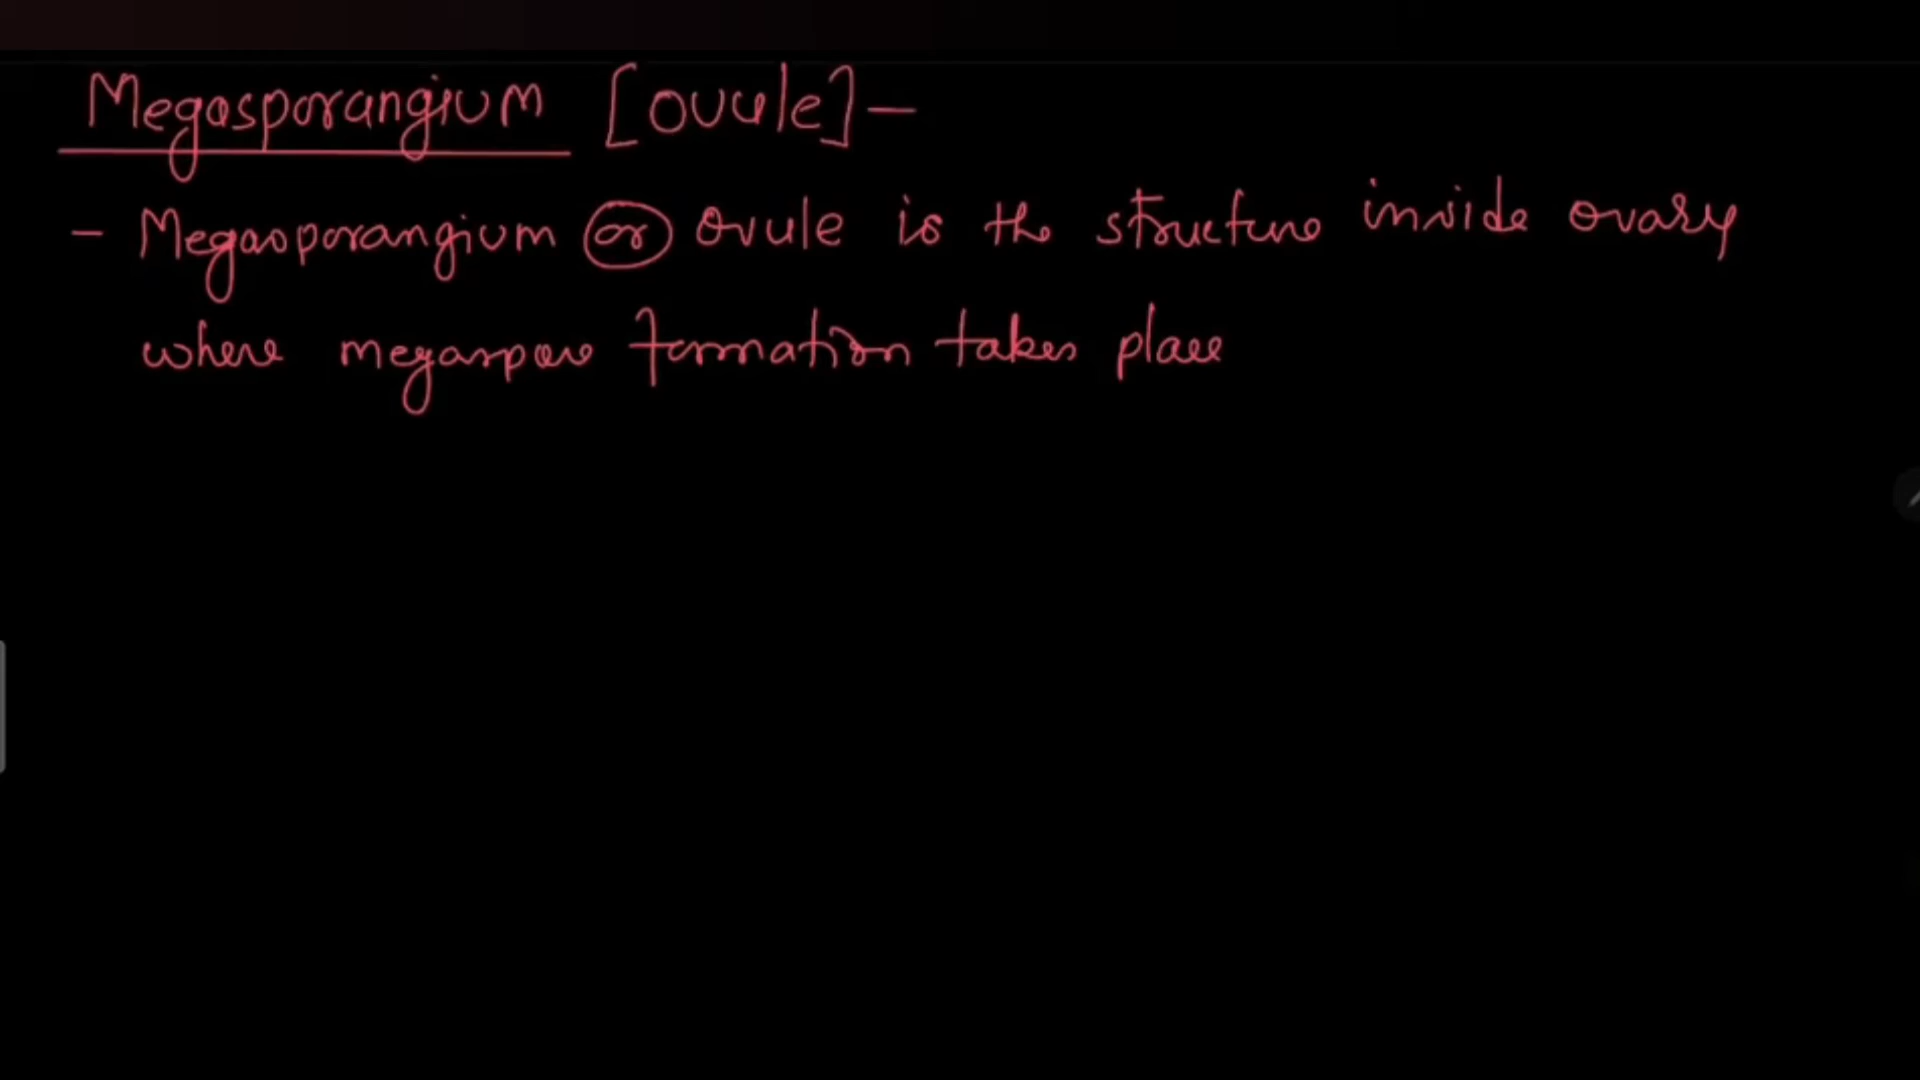 Megasporangium [ovule] -
- Megasporangium or ovule is the structure inside ovary
where megaspore formation takes place